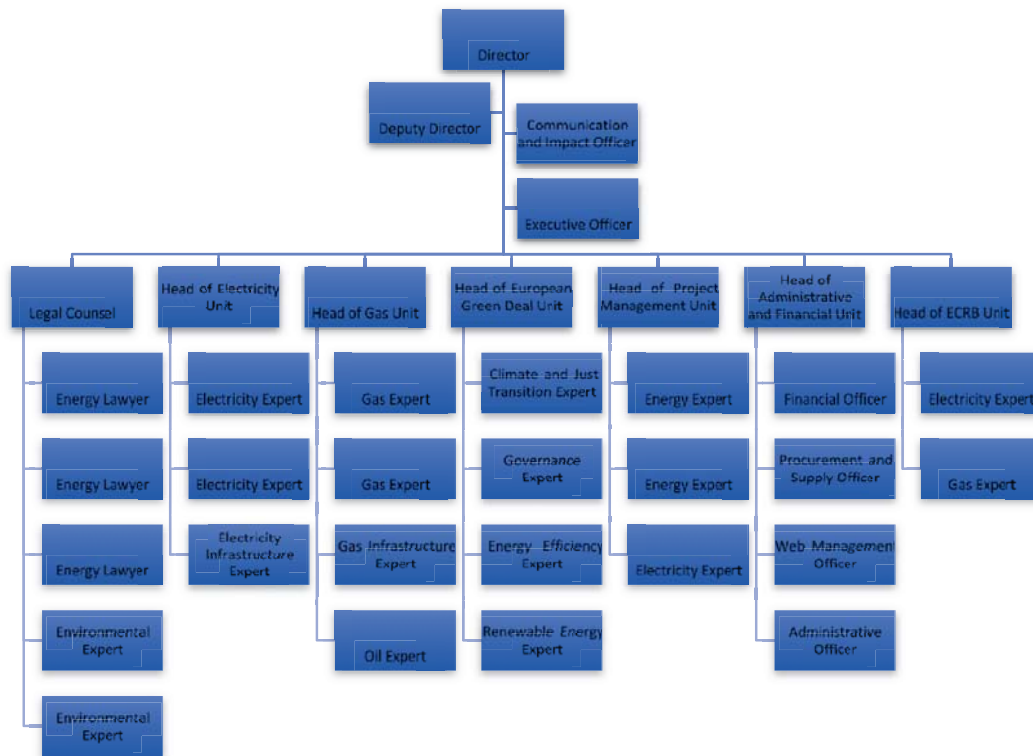 Director
Deputy Director
Communication
and Impact Officer
Executive Officer
Legal Counsel
Head of Electricity
Unit
Head of Gas Unit
Head of European
Green Deal Unit
Head of Project
Management Unit
Head of
Administrative
and Financial Unit
Head of ECRB Unit
Energy Lawyer
Energy Lawyer
Energy Lawyer
Environmental
Expert
Environmental
Expert
Electricity Expert
Electricity Expert
Electricity
Infrastructure
Expert
Gas Expert
Gas Expert
Gas Infrastructure
Expert
Oil Expert
Climate and Just
Transition Expert
Governance
Expert
Energy Efficiency
Expert
Renewable Energy
Expert
Energy Expert
Energy Expert
Electricity Expert
Financial Officer
Procurement and
Supply Officer
Web Management
Officer
Administrative
Officer
Electricity Expert
Gas Expert